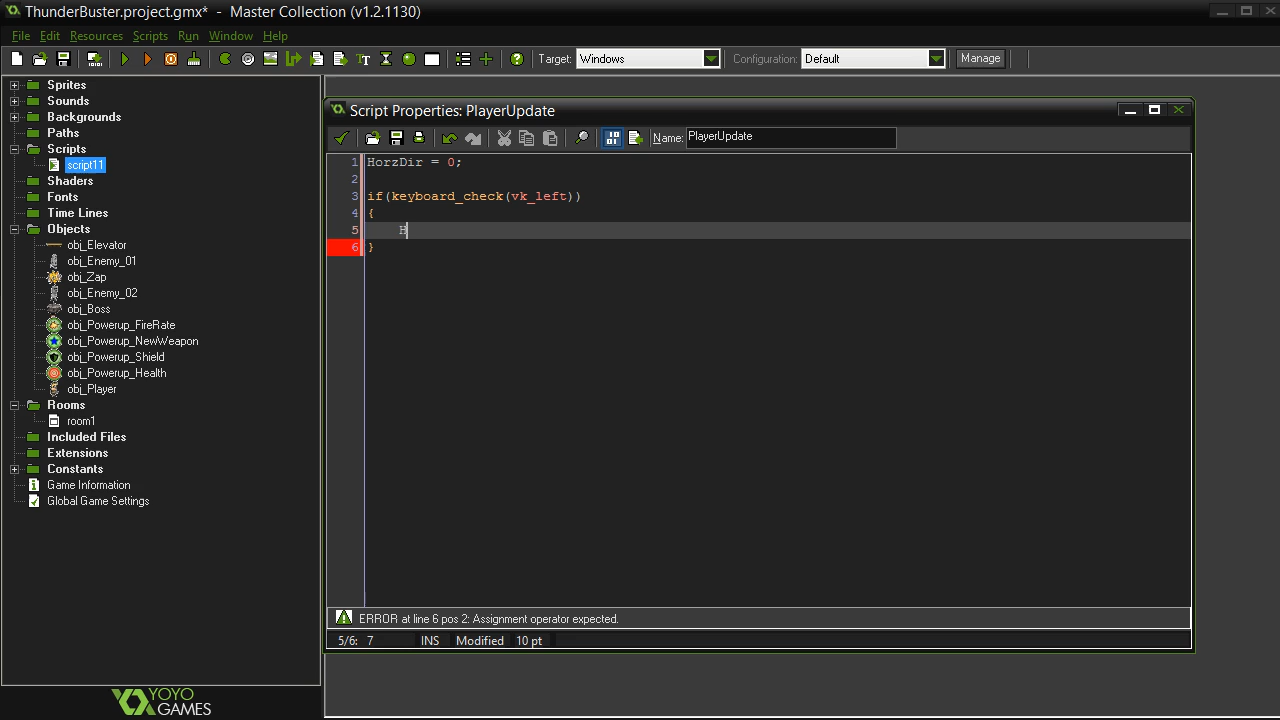 ThunderBuster.project.gmx* - Master Collection (v1.2.1130)
File Edit Resources Scripts Run Window Help
Target: Windows Configuration: Default Manage
Sprites
Sounds
Backgrounds
Paths
Scripts
script11
Shaders
Fonts
Time Lines
Objects
obj_Elevator
obj_Enemy_01
obj_Zap
obj_Enemy_02
obj_Boss
obj_Powerup_FireRate
obj_Powerup_NewWeapon
obj_Powerup_Shield
obj_Powerup_Health
obj_Player
Rooms
room1
Included Files
Extensions
Constants
Game Information
Global Game Settings
YOYO
GAMES
Script Properties: PlayerUpdate
Name: PlayerUpdate
1 HorzDir = 0;
2
3 if(keyboard_check(vk_left))
4 {
5 H
6 }
ERROR at line 6 pos 2: Assignment operator expected.
5/6: 7 INS Modified 10 pt